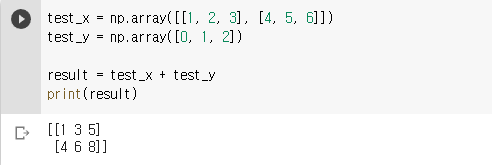 test_x = np.array([[1, 2, 3], [4, 5, 6]])
test_y = np.array([0, 1, 2])
result = test_x + test_y
print(result)
[[1 3 5]
[4 6 8]]